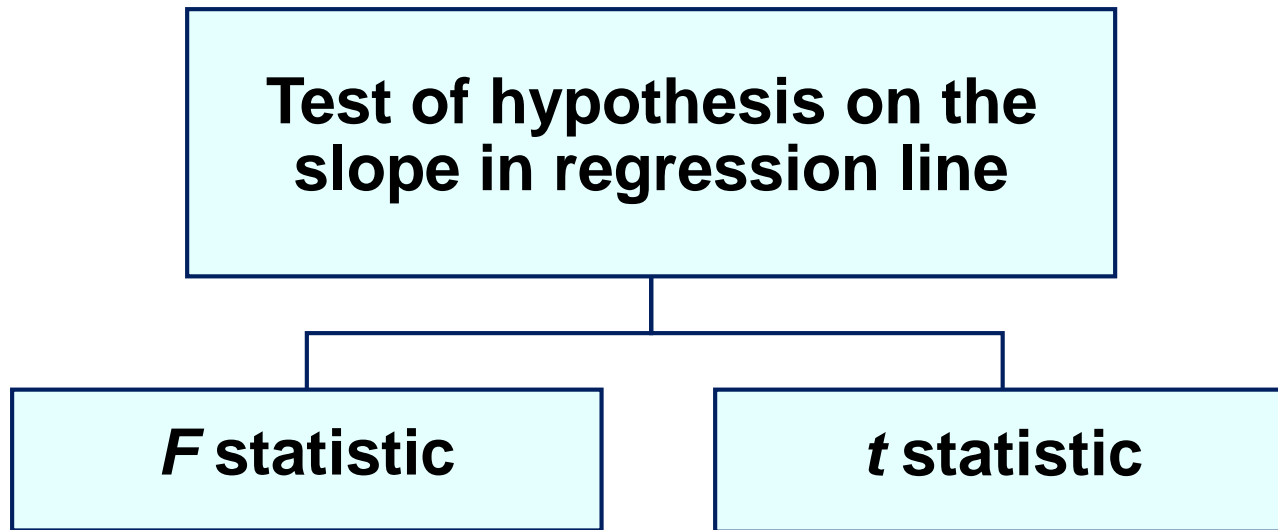 Test of hypothesis on the
slope in regression line
F statistic
t statistic